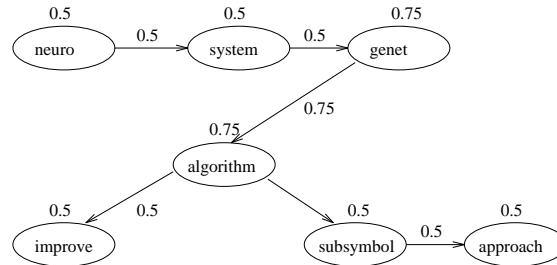 0.5 0.5 0.75
neuro 0.5 system 0.5 genet
0.75
0.75
algorithm
0.5 0.5 0.5 0.5
improve subsymbol 0.5 approach